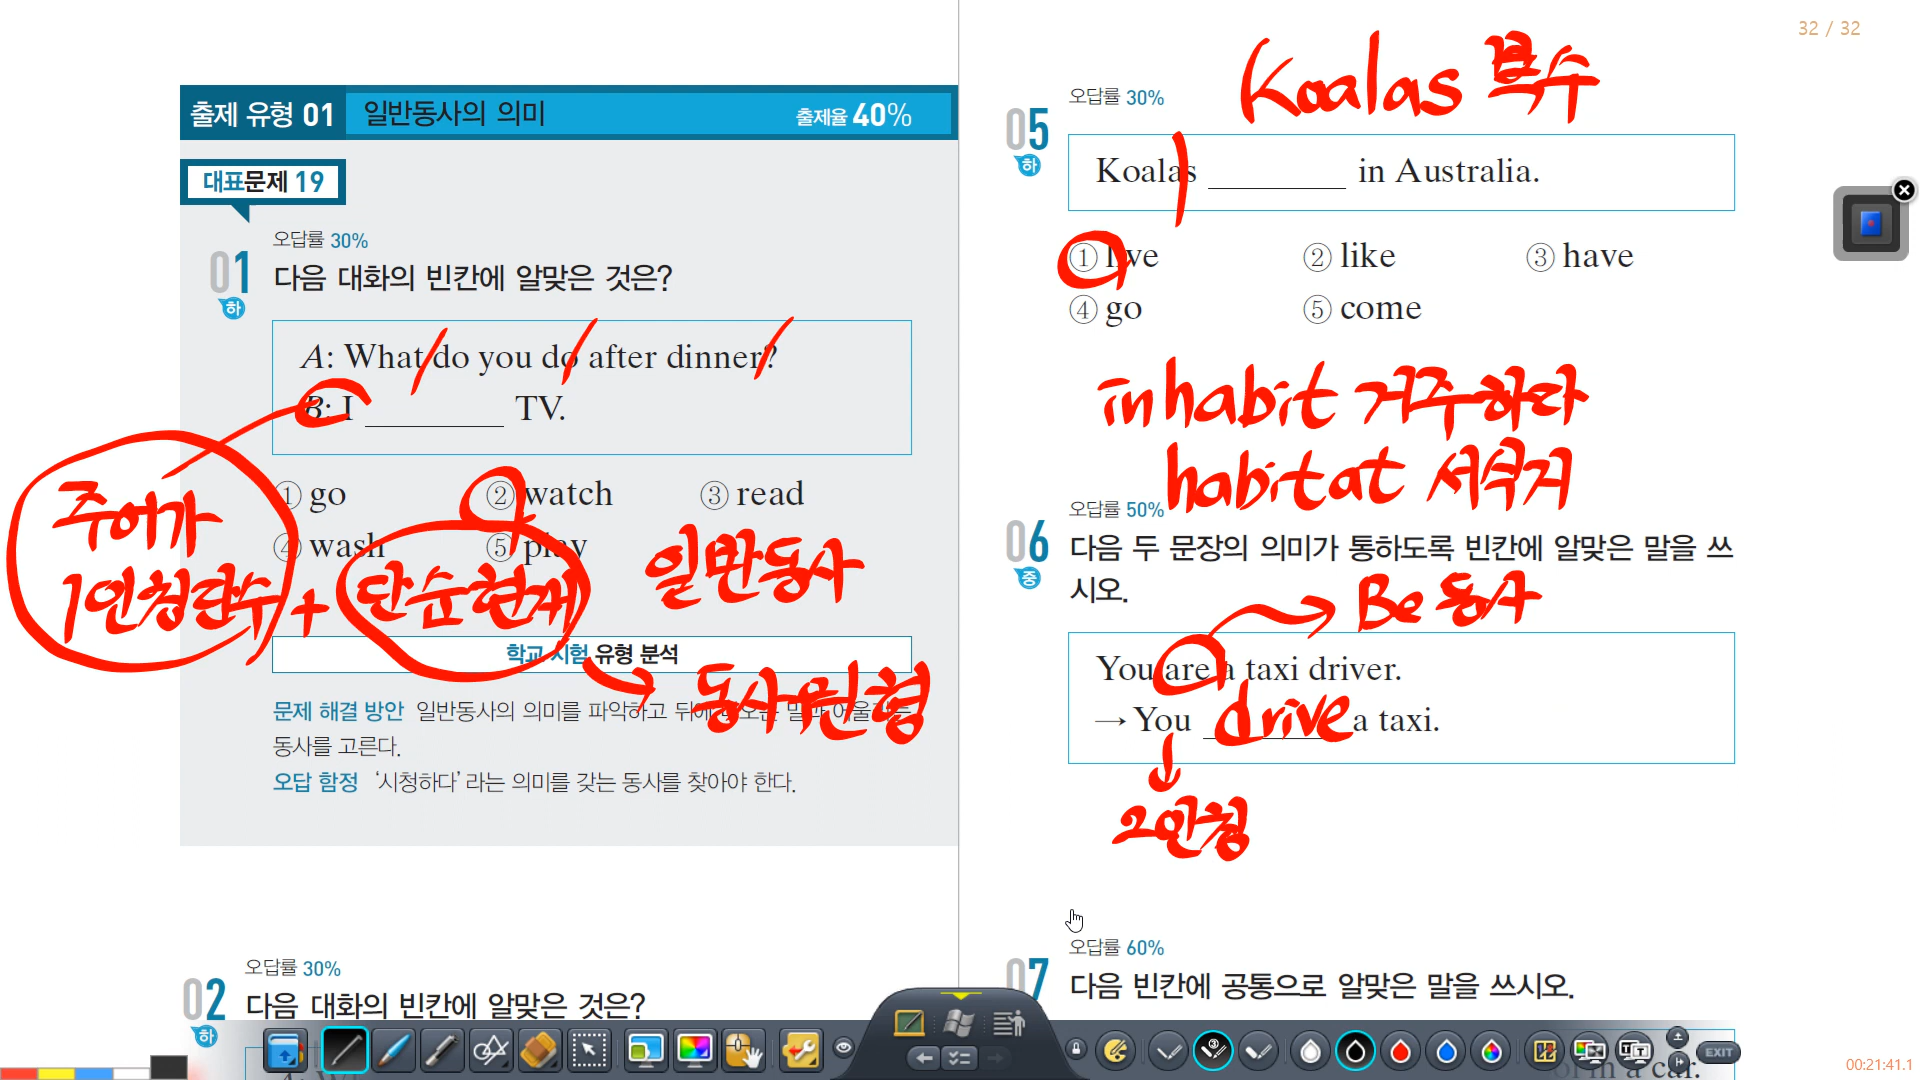 32 / 32
출제 유형 01 일반동사의 의미 출제율 40%
대표문제 19
오답률 30%
01 다음 대화의 빈칸에 알맞은 것은?
하
A: What do you do after dinner?
B: I ________ TV.
① go ② watch ③ read
④ wash ⑤ play
주어가
1인칭단수 + 단순현재
일반동사
동사원형
학교 시험 유형 분석
문제 해결 방안 일반동사의 의미를 파악하고 뒤에
동사를 고른다.
오답 함정 ‘시청하다’라는 의미를 갖는 동사를 찾아야 한다.
오답률 30%
02 다음 대화의 빈칸에 알맞은 것은?
하
Koalas 복수
오답률 30%
05
하
Koalas ________ in Australia.
① live ② like ③ have
④ go ⑤ come
inhabit 거주하다
habitat 서식지
오답률 50%
06 다음 두 문장의 의미가 통하도록 빈칸에 알맞은 말을 쓰
시오.
중
Be 동사
You are a taxi driver.
→ You drive a taxi.
2인칭
오답률 60%
07 다음 빈칸에 공통으로 알맞은 말을 쓰시오.
in a car.
EXIT
00:21:41.1